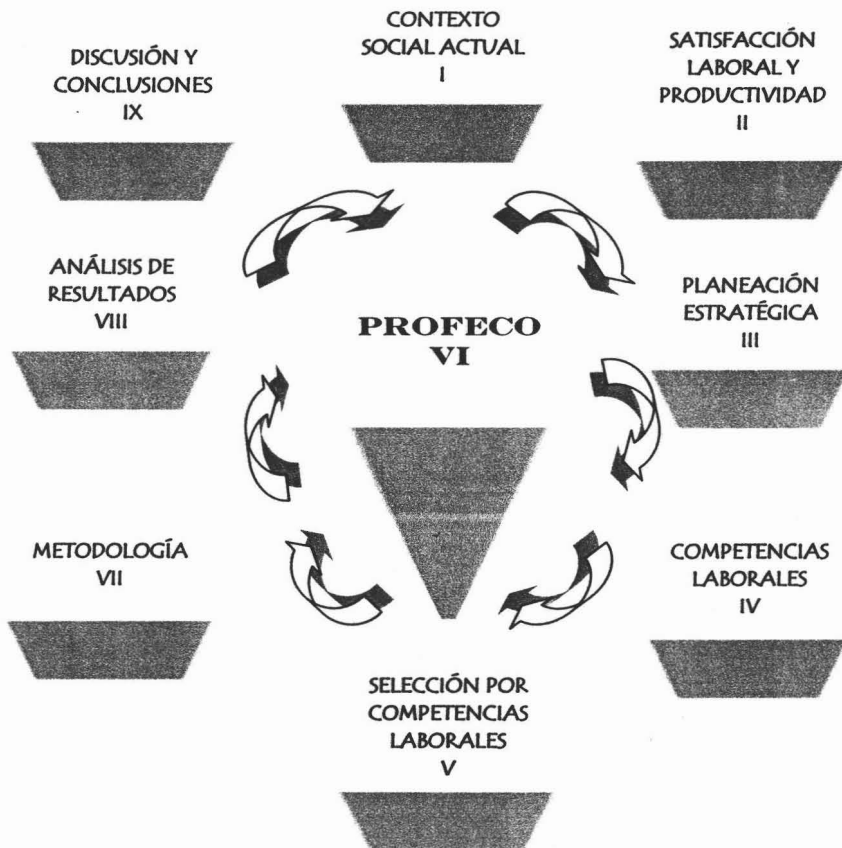 CONTEXTO
SOCIAL ACTUAL
I
SATISFACCIÓN
LABORAL Y
PRODUCTIVIDAD
II
PLANEACIÓN
ESTRATÉGICA
III
COMPETENCIAS
LABORALES
IV
SELECCIÓN POR
COMPETENCIAS
LABORALES
V
PROFECO
VI
METODOLOGÍA
VII
ANÁLISIS DE
RESULTADOS
VIII
DISCUSIÓN Y
CONCLUSIONES
IX